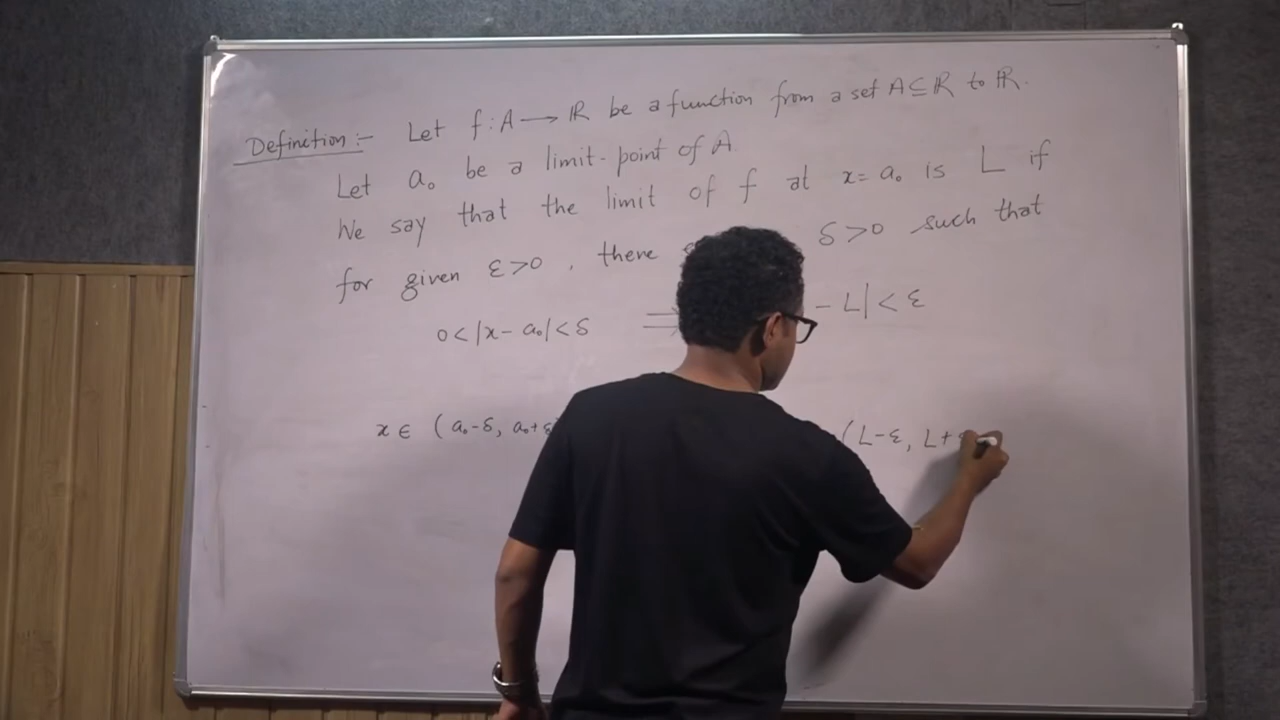 Definition :- Let f : A ⟶ ℝ be a function from a set A ⊆ ℝ to ℝ.
Let a₀ be a limit-point of A.
We say that the limit of f at x = a₀ is L if
for given ε > 0, there δ > 0 such that
0 < |x - a₀| < δ ⟹ - L| < ε
x ∈ (a₀-δ, a₀+ (L-ε, L+